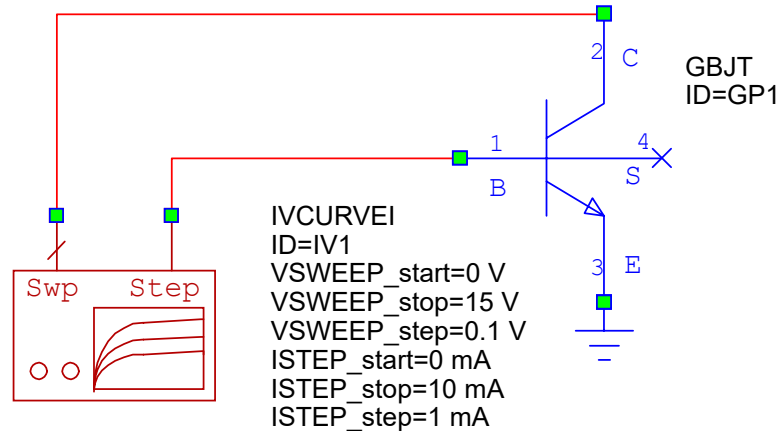 2
C
GBJT
ID=GP1
1
4
B
S
3
E
IVCURVEI
ID=IV1
VSWEEP_start=0 V
VSWEEP_stop=15 V
VSWEEP_step=0.1 V
ISTEP_start=0 mA
ISTEP_stop=10 mA
ISTEP_step=1 mA
Swp Step